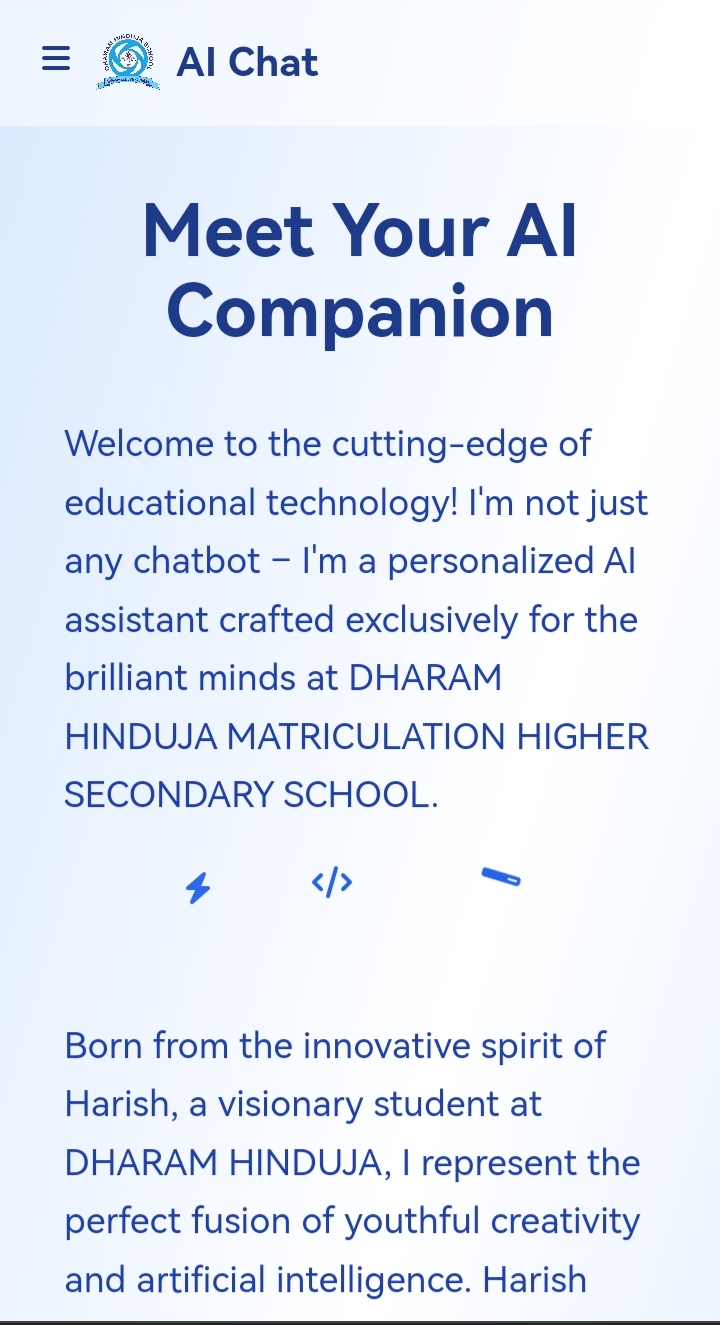 DHARAM HINDUJA SCHOOL
AI Chat
Meet Your AI
Companion
Welcome to the cutting-edge of
educational technology! I'm not just
any chatbot – I'm a personalized AI
assistant crafted exclusively for the
brilliant minds at DHARAM
HINDUJA MATRICULATION HIGHER
SECONDARY SCHOOL.
Born from the innovative spirit of
Harish, a visionary student at
DHARAM HINDUJA, I represent the
perfect fusion of youthful creativity
and artificial intelligence. Harish